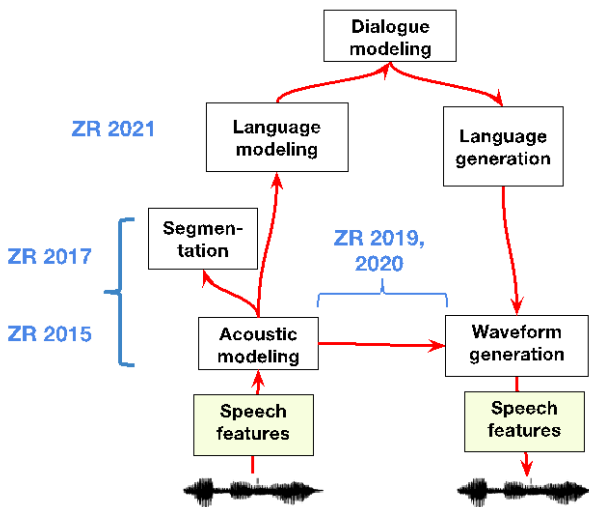 Dialogue
modeling
ZR 2021
Language
modeling
Language
generation
Segmen-
tation
ZR 2017
ZR 2019,
2020
ZR 2015
Acoustic
modeling
Waveform
generation
Speech
features
Speech
features